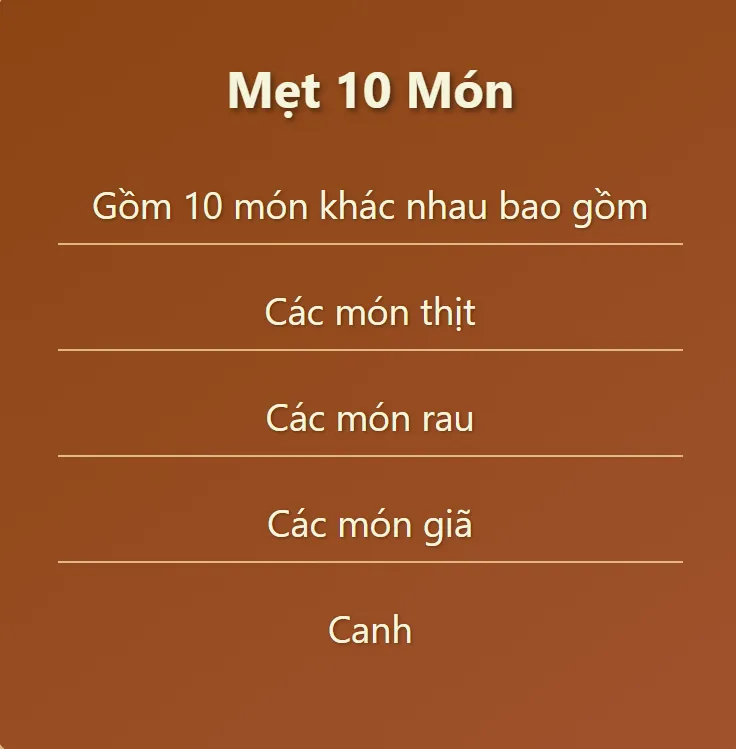 Mẹt 10 Món
Gồm 10 món khác nhau bao gồm
Các món thịt
Các món rau
Các món giã
Canh